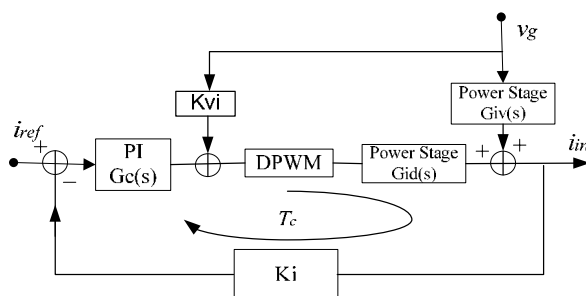 vg
Kvi
Power Stage
Giv(s)
iref
+
−
PI
Gc(s)
DPWM
Power Stage
Gid(s)
+
+
iin
Tc
Ki